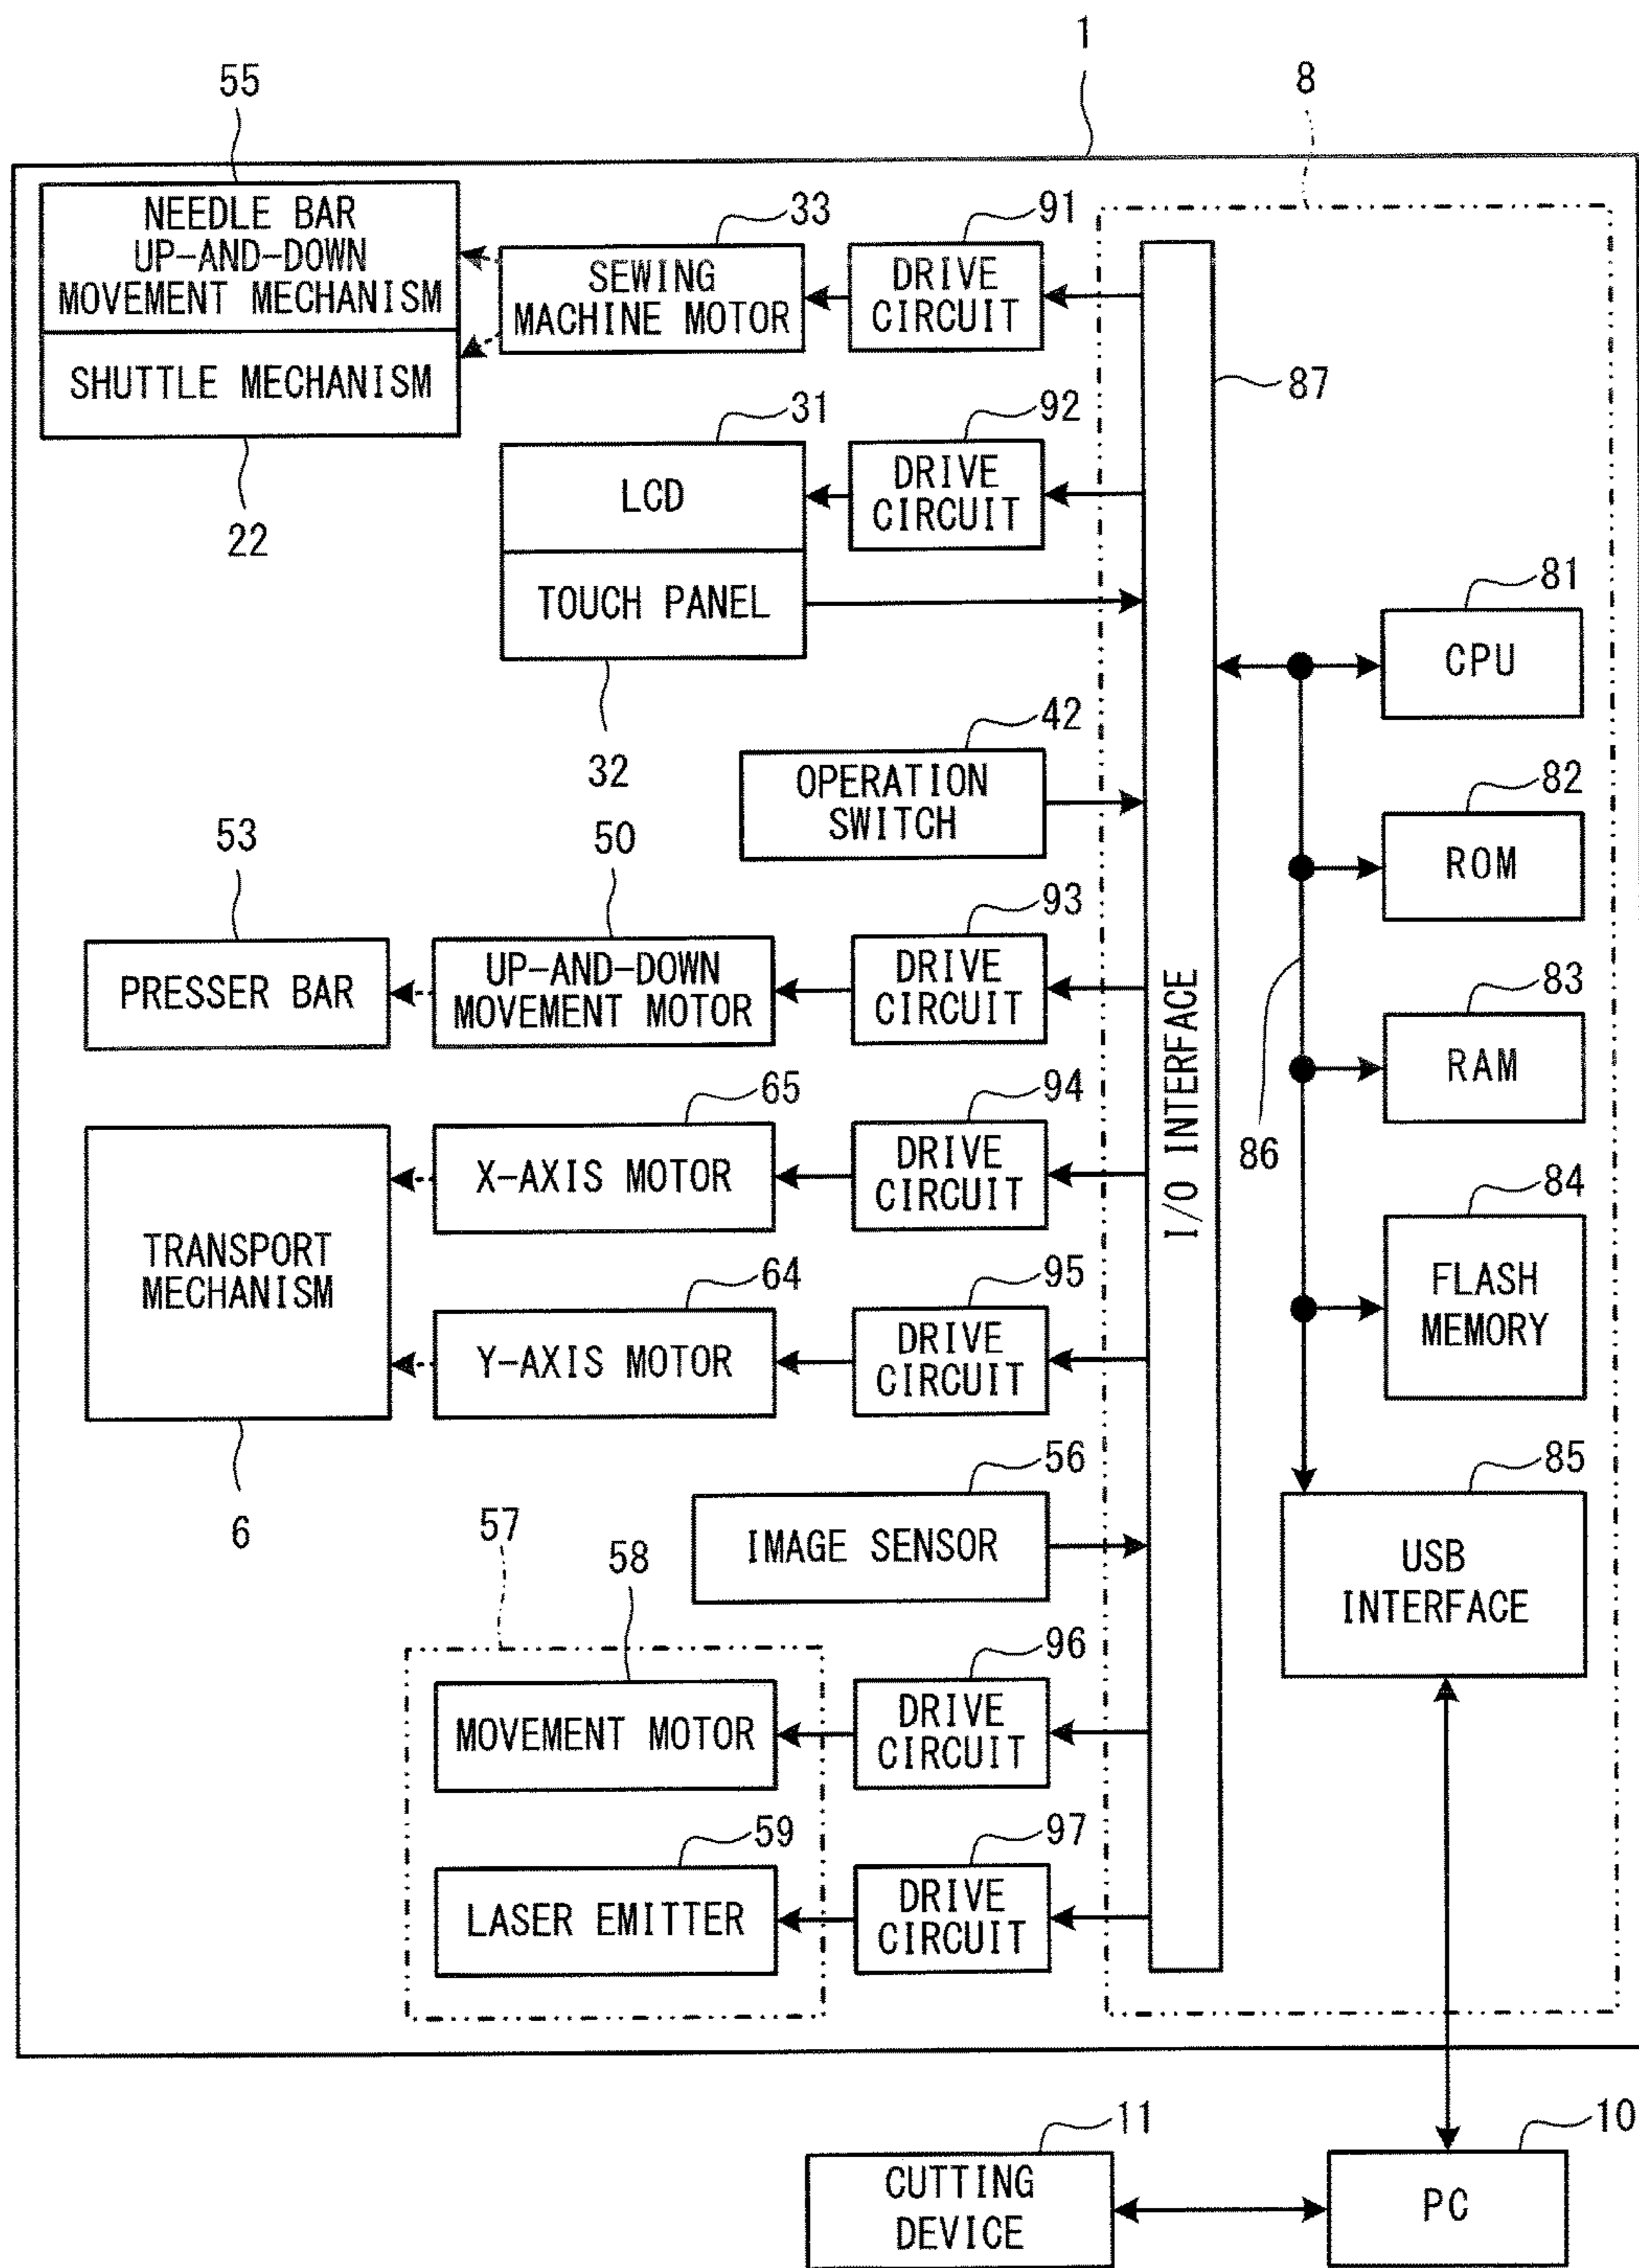 1
8
55
NEEDLE BAR
UP-AND-DOWN
MOVEMENT MECHANISM
SHUTTLE MECHANISM
22
33
SEWING
MACHINE MOTOR
91
DRIVE
CIRCUIT
87
31
LCD
TOUCH PANEL
32
92
DRIVE
CIRCUIT
81
CPU
42
OPERATION
SWITCH
82
ROM
53
PRESSER BAR
50
UP-AND-DOWN
MOVEMENT MOTOR
93
DRIVE
CIRCUIT
I/O INTERFACE
83
RAM
86
65
X-AXIS MOTOR
94
DRIVE
CIRCUIT
TRANSPORT
MECHANISM
6
64
Y-AXIS MOTOR
95
DRIVE
CIRCUIT
84
FLASH
MEMORY
56
IMAGE SENSOR
85
USB
INTERFACE
57
58
MOVEMENT MOTOR
96
DRIVE
CIRCUIT
59
LASER EMITTER
97
DRIVE
CIRCUIT
11
CUTTING
DEVICE
10
PC